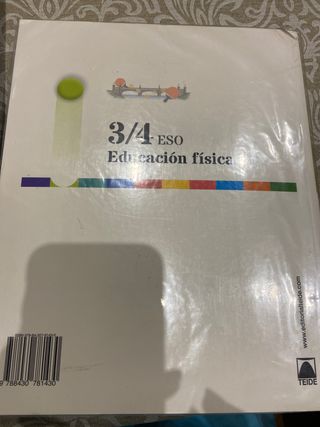 3/4 ESO
Educación física
www.editorialteide.com
TEIDE
9 788430 781430